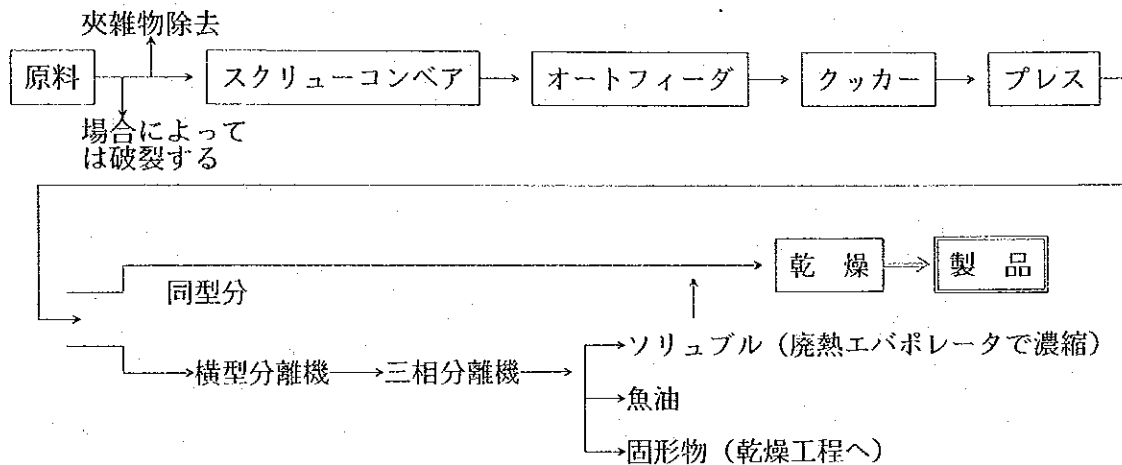 夾雑物除去
原料
スクリューコンベア
オートフィーダ
クッカー
プレス
場合によって
は破裂する
乾 燥
製 品
同型分
ソリュブル（廃熱エバポレータで濃縮）
横型分離機
三相分離機
魚油
固形物（乾燥工程へ）